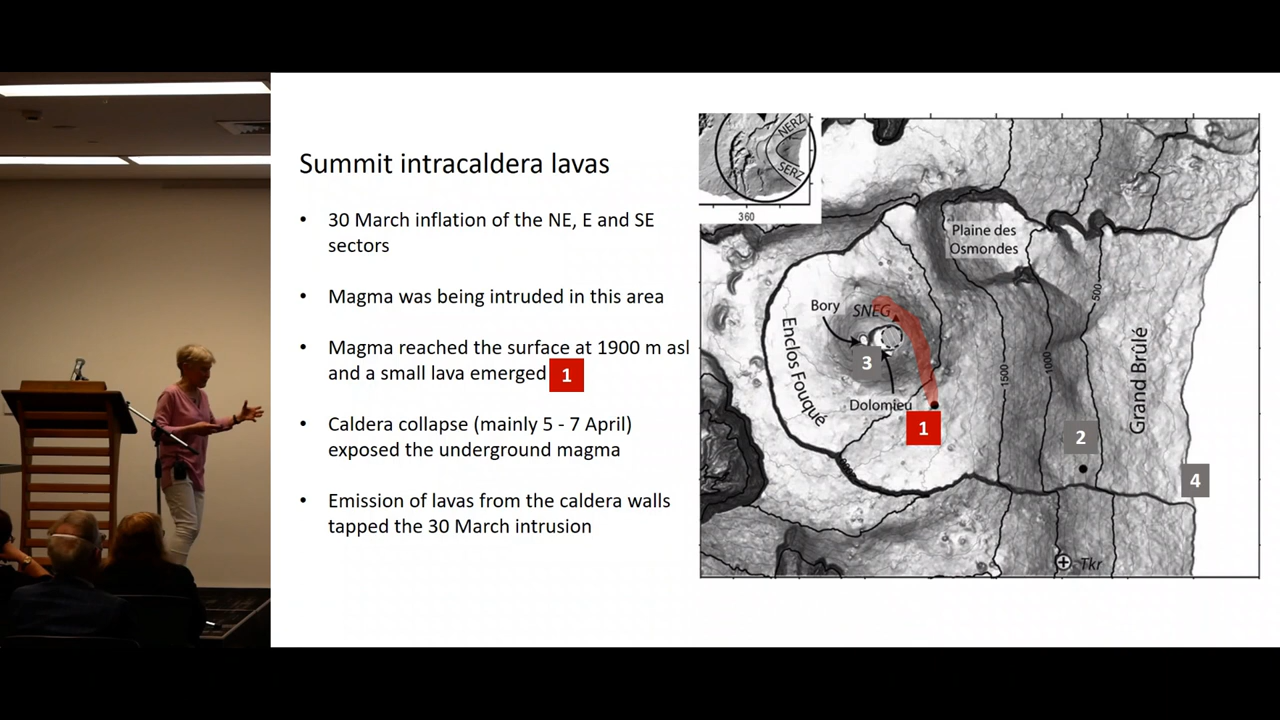 Summit intracaldera lavas
• 30 March inflation of the NE, E and SE
sectors
• Magma was being intruded in this area
• Magma reached the surface at 1900 m asl
and a small lava emerged 1
• Caldera collapse (mainly 5 - 7 April)
exposed the underground magma
• Emission of lavas from the caldera walls
tapped the 30 March intrusion
NERZ
SERZ
360
Plaine des
Osmondes
Bory
SNEG
500
Enclos Fouqué
3
1500
1000
Grand Brûlé
Dolomieu
1
2
4
Tkr